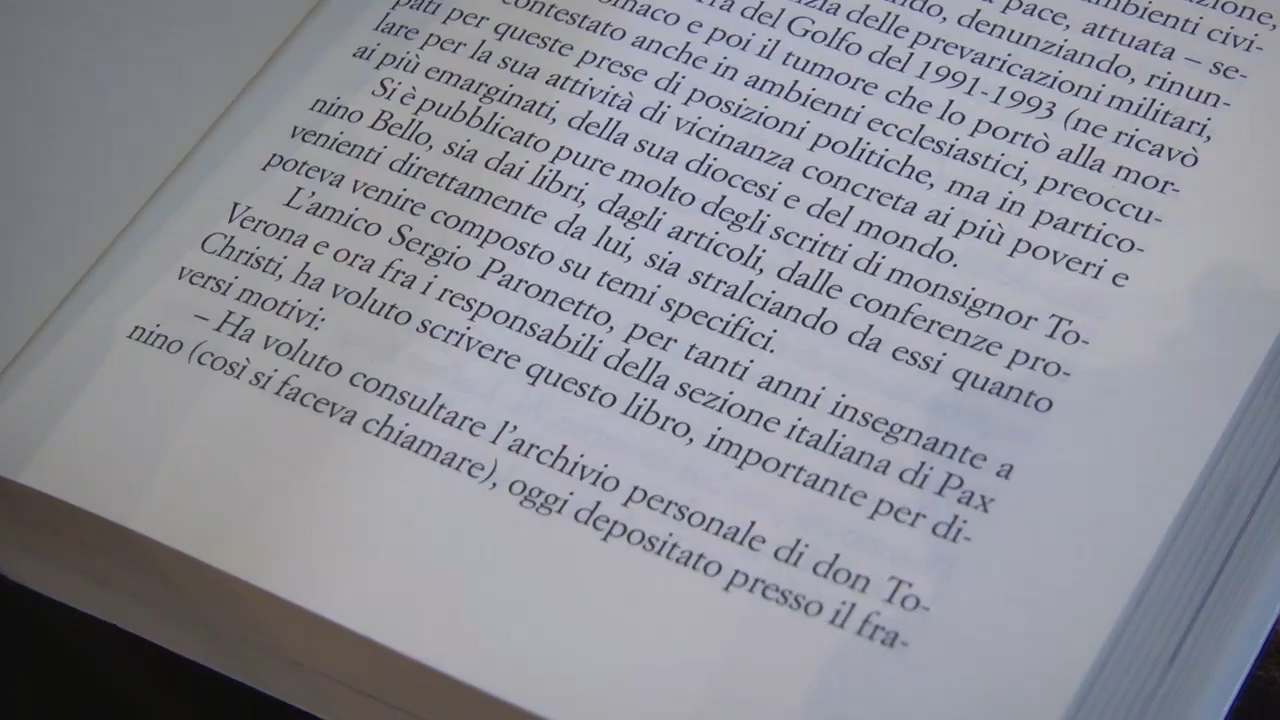 zione,
mbienti civi-
pace, attuata – se-
ndo, denunziando, rinun-
zia delle prevaricazioni militari,
ra del Golfo del 1991-1993 (ne ricavò
omaco e poi il tumore che lo portò alla mor-
contestato anche in ambienti ecclesiastici, preoccu-
pati per queste prese di posizioni politiche, ma in partico-
lare per la sua attività di vicinanza concreta ai più poveri e
ai più emarginati, della sua diocesi e del mondo.
Si è pubblicato pure molto degli scritti di monsignor To-
nino Bello, sia dai libri, dagli articoli, dalle conferenze pro-
venienti direttamente da lui, sia stralciando da essi quanto
poteva venire composto su temi specifici.
L'amico Sergio Paronetto, per tanti anni insegnante a
Verona e ora fra i responsabili della sezione italiana di Pax
Christi, ha voluto scrivere questo libro, importante per di-
versi motivi:
– Ha voluto consultare l'archivio personale di don To-
nino (così si faceva chiamare), oggi depositato presso il fra-